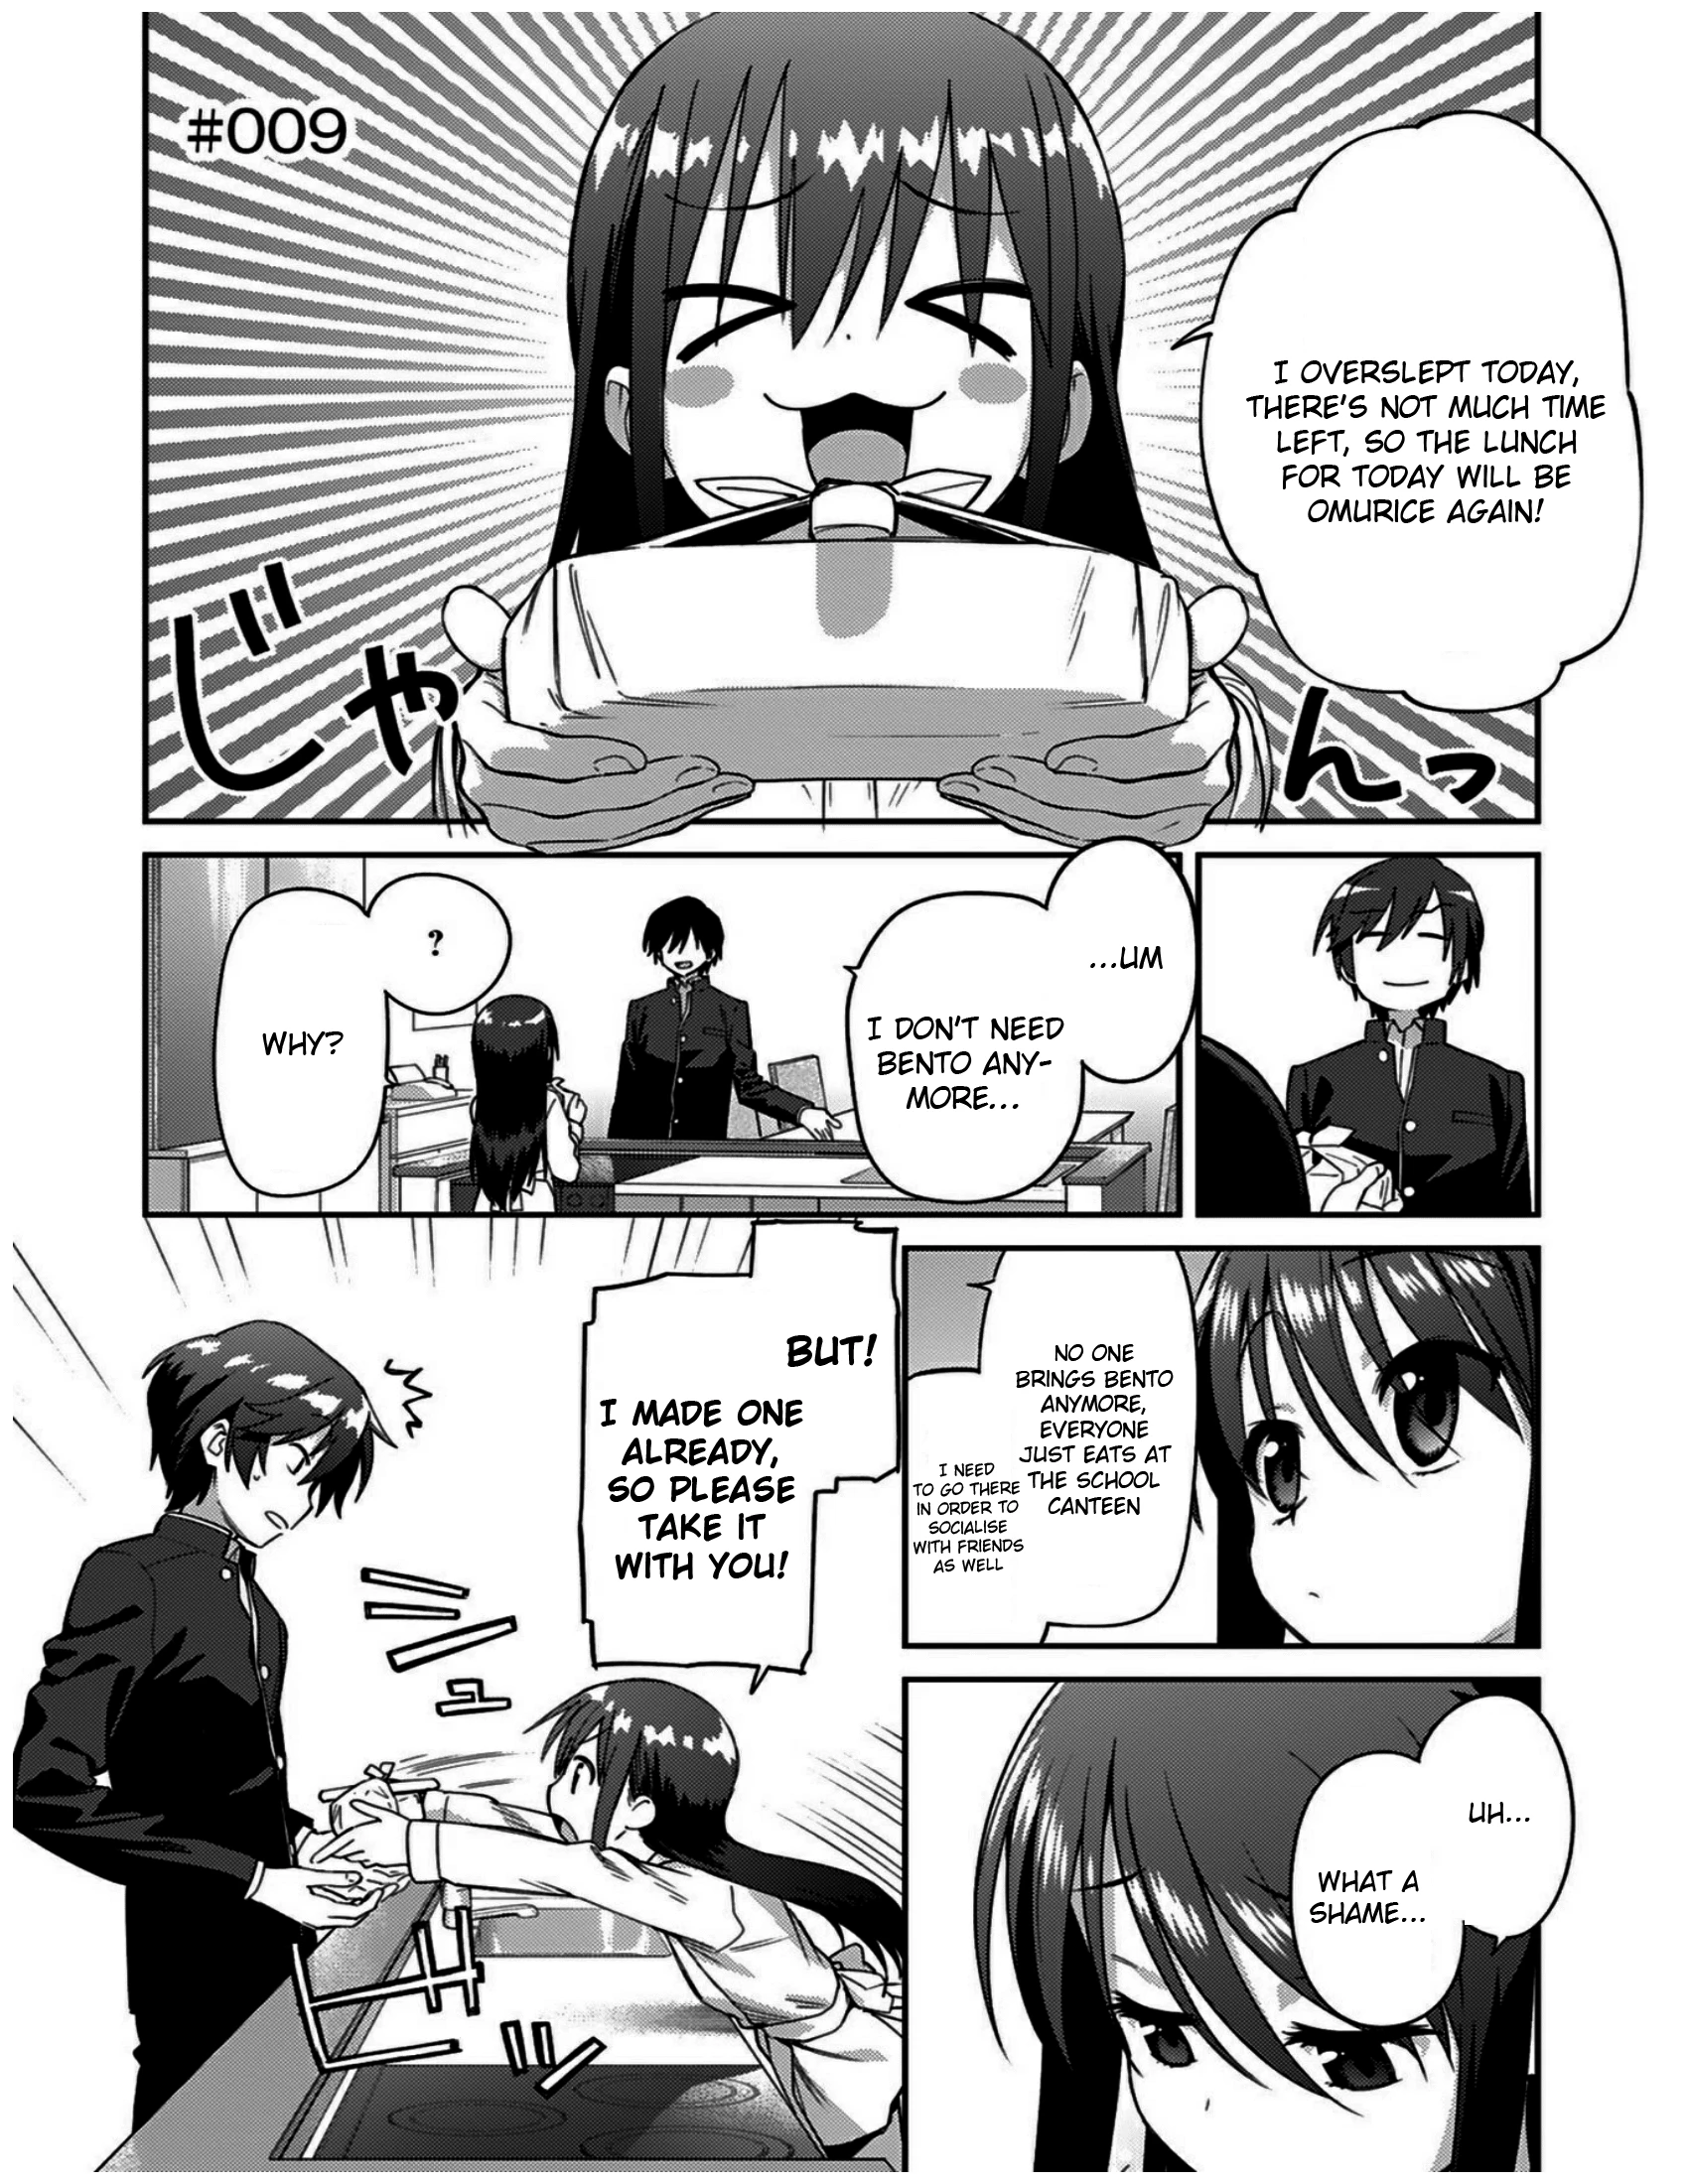 #009
I OVERSLEPT TODAY,
THERE'S NOT MUCH TIME
LEFT, SO THE LUNCH
FOR TODAY WILL BE
OMURICE AGAIN!
じゃんっ
...UM
I DON'T NEED
BENTO ANY-
MORE...
?
WHY?
NO ONE
BRINGS BENTO
ANYMORE,
EVERYONE
JUST EATS AT
THE SCHOOL
CANTEEN
I NEED
TO GO THERE
IN ORDER TO
SOCIALISE
WITH FRIENDS
AS WELL
UH...
WHAT A
SHAME...
BUT!
I MADE ONE
ALREADY,
SO PLEASE
TAKE IT
WITH YOU!